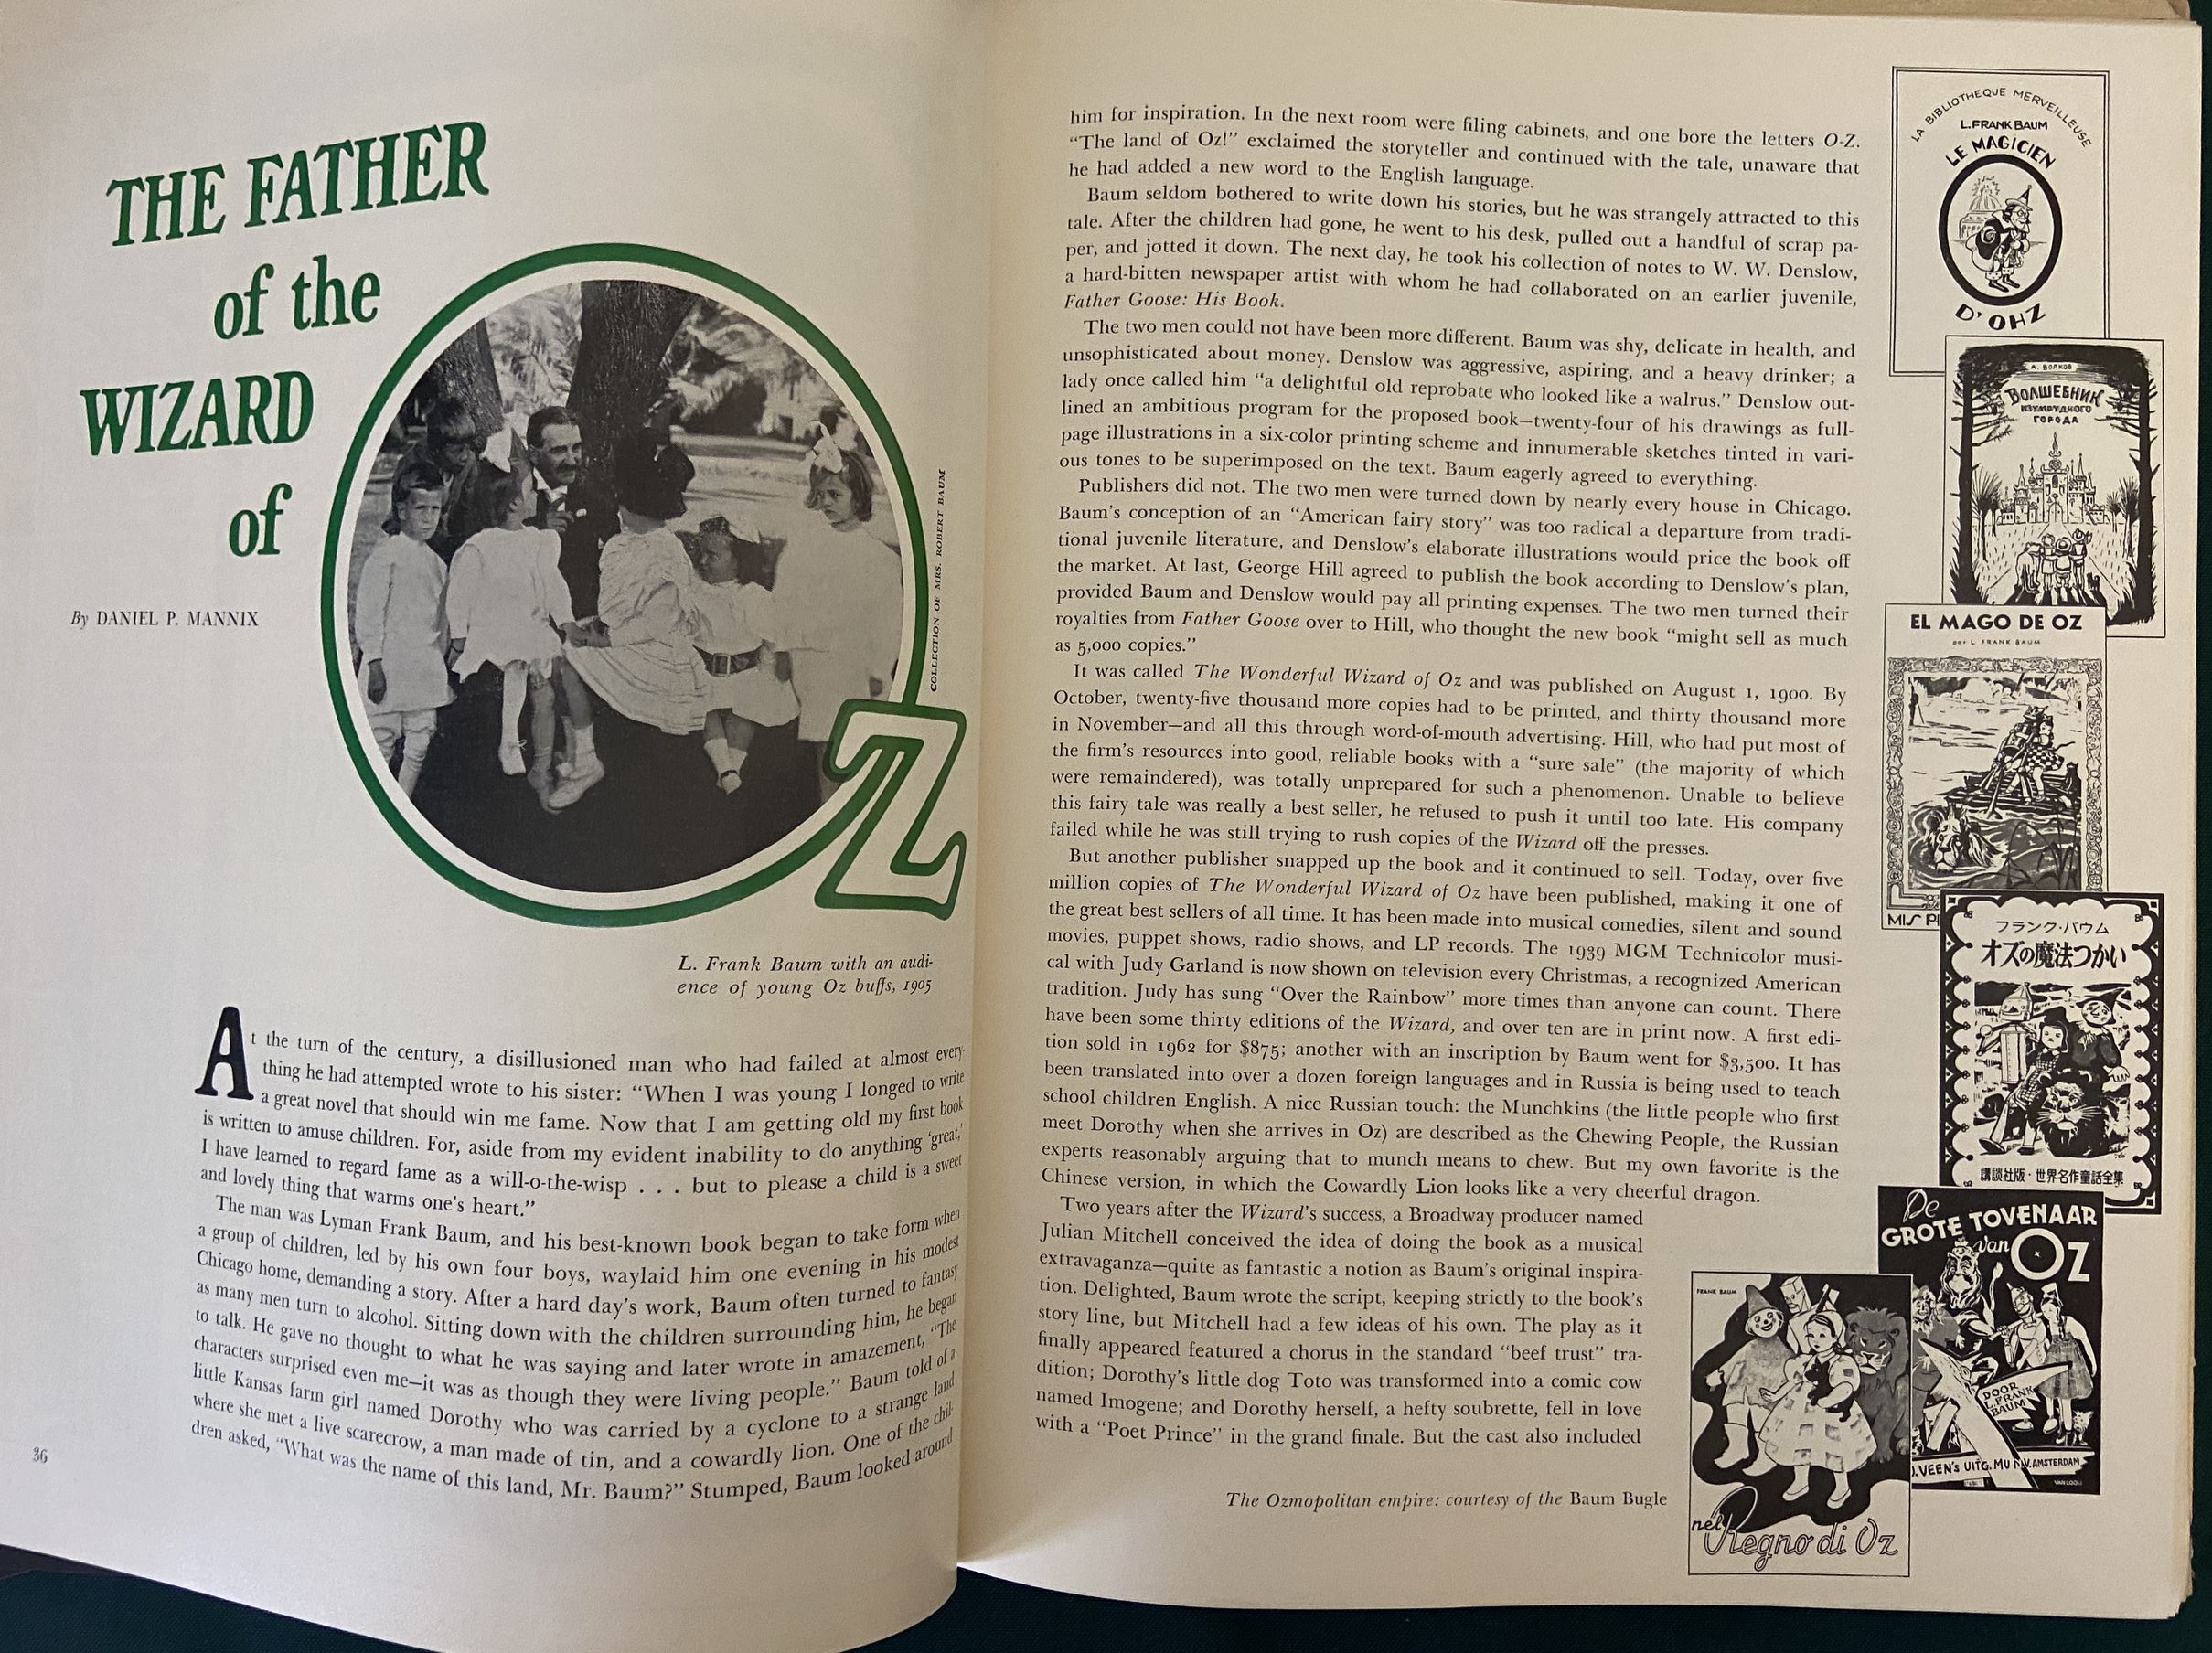 THE FATHER
of the
WIZARD
of
OZ
By DANIEL P. MANNIX
COLLECTION OF MRS. ROBERT BAUM
L. Frank Baum with an audi-
ence of young Oz buffs, 1905
At the turn of the century, a disillusioned man who had failed at almost every-
thing he had attempted wrote to his sister: “When I was young I longed to write
a great novel that should win me fame. Now that I am getting old my first book
is written to amuse children. For, aside from my evident inability to do anything ‘great,’
I have learned to regard fame as a will-o-the-wisp . . . but to please a child is a sweet
and lovely thing that warms one’s heart.”
The man was Lyman Frank Baum, and his best-known book began to take form when
a group of children, led by his own four boys, waylaid him one evening in his modest
Chicago home, demanding a story. After a hard day’s work, Baum often turned to fantasy
as many men turn to alcohol. Sitting down with the children surrounding him, he began
to talk. He gave no thought to what he was saying and later wrote in amazement, “The
characters surprised even me—it was as though they were living people.” Baum told of a
little Kansas farm girl named Dorothy who was carried by a cyclone to a strange land
where she met a live scarecrow, a man made of tin, and a cowardly lion. One of the chil-
dren asked, “What was the name of this land, Mr. Baum?” Stumped, Baum looked around
36
him for inspiration. In the next room were filing cabinets, and one bore the letters O-Z.
“The land of Oz!” exclaimed the storyteller and continued with the tale, unaware that
he had added a new word to the English language.
Baum seldom bothered to write down his stories, but he was strangely attracted to this
tale. After the children had gone, he went to his desk, pulled out a handful of scrap pa-
per, and jotted it down. The next day, he took his collection of notes to W. W. Denslow,
a hard-bitten newspaper artist with whom he had collaborated on an earlier juvenile,
Father Goose: His Book.
The two men could not have been more different. Baum was shy, delicate in health, and
unsophisticated about money. Denslow was aggressive, aspiring, and a heavy drinker; a
lady once called him “a delightful old reprobate who looked like a walrus.” Denslow out-
lined an ambitious program for the proposed book—twenty-four of his drawings as full-
page illustrations in a six-color printing scheme and innumerable sketches tinted in vari-
ous tones to be superimposed on the text. Baum eagerly agreed to everything.
Publishers did not. The two men were turned down by nearly every house in Chicago.
Baum’s conception of an “American fairy story” was too radical a departure from tradi-
tional juvenile literature, and Denslow’s elaborate illustrations would price the book off
the market. At last, George Hill agreed to publish the book according to Denslow’s plan,
provided Baum and Denslow would pay all printing expenses. The two men turned their
royalties from Father Goose over to Hill, who thought the new book “might sell as much
as 5,000 copies.”
It was called The Wonderful Wizard of Oz and was published on August 1, 1900. By
October, twenty-five thousand more copies had to be printed, and thirty thousand more
in November—and all this through word-of-mouth advertising. Hill, who had put most of
the firm’s resources into good, reliable books with a “sure sale” (the majority of which
were remaindered), was totally unprepared for such a phenomenon. Unable to believe
this fairy tale was really a best seller, he refused to push it until too late. His company
failed while he was still trying to rush copies of the Wizard off the presses.
But another publisher snapped up the book and it continued to sell. Today, over five
million copies of The Wonderful Wizard of Oz have been published, making it one of
the great best sellers of all time. It has been made into musical comedies, silent and sound
movies, puppet shows, radio shows, and LP records. The 1939 MGM Technicolor musi-
cal with Judy Garland is now shown on television every Christmas, a recognized American
tradition. Judy has sung “Over the Rainbow” more times than anyone can count. There
have been some thirty editions of the Wizard, and over ten are in print now. A first edi-
tion sold in 1962 for $875; another with an inscription by Baum went for $3,500. It has
been translated into over a dozen foreign languages and in Russia is being used to teach
school children English. A nice Russian touch: the Munchkins (the little people who first
meet Dorothy when she arrives in Oz) are described as the Chewing People, the Russian
experts reasonably arguing that to munch means to chew. But my own favorite is the
Chinese version, in which the Cowardly Lion looks like a very cheerful dragon.
Two years after the Wizard’s success, a Broadway producer named
Julian Mitchell conceived the idea of doing the book as a musical
extravaganza—quite as fantastic a notion as Baum’s original inspira-
tion. Delighted, Baum wrote the script, keeping strictly to the book’s
story line, but Mitchell had a few ideas of his own. The play as it
finally appeared featured a chorus in the standard “beef trust” tra-
dition; Dorothy’s little dog Toto was transformed into a comic cow
named Imogene; and Dorothy herself, a hefty soubrette, fell in love
with a “Poet Prince” in the grand finale. But the cast also included
The Ozmopolitan empire: courtesy of the Baum Bugle
LA BIBLIOTHEQUE MERVEILLEUSE
L. FRANK BAUM
LE MAGICIEN
D'OHZ
А. ВОЛКОВ
ВОЛШЕБНИК
ИЗУМРУДНОГО
ГОРОДА
EL MAGO DE OZ
por L. FRANK BAUM
MIS PI
フランク・バウム
オズの魔法つかい
講談社版・世界名作童話全集
De
GROTE TOVENAAR
van OZ
DOOR
L. FRANK
BAUM
J. VEEN'S UITG. MIJ N.V. AMSTERDAM
VAN LOOIJ
FRANK BAUM
nel
Regno di Oz